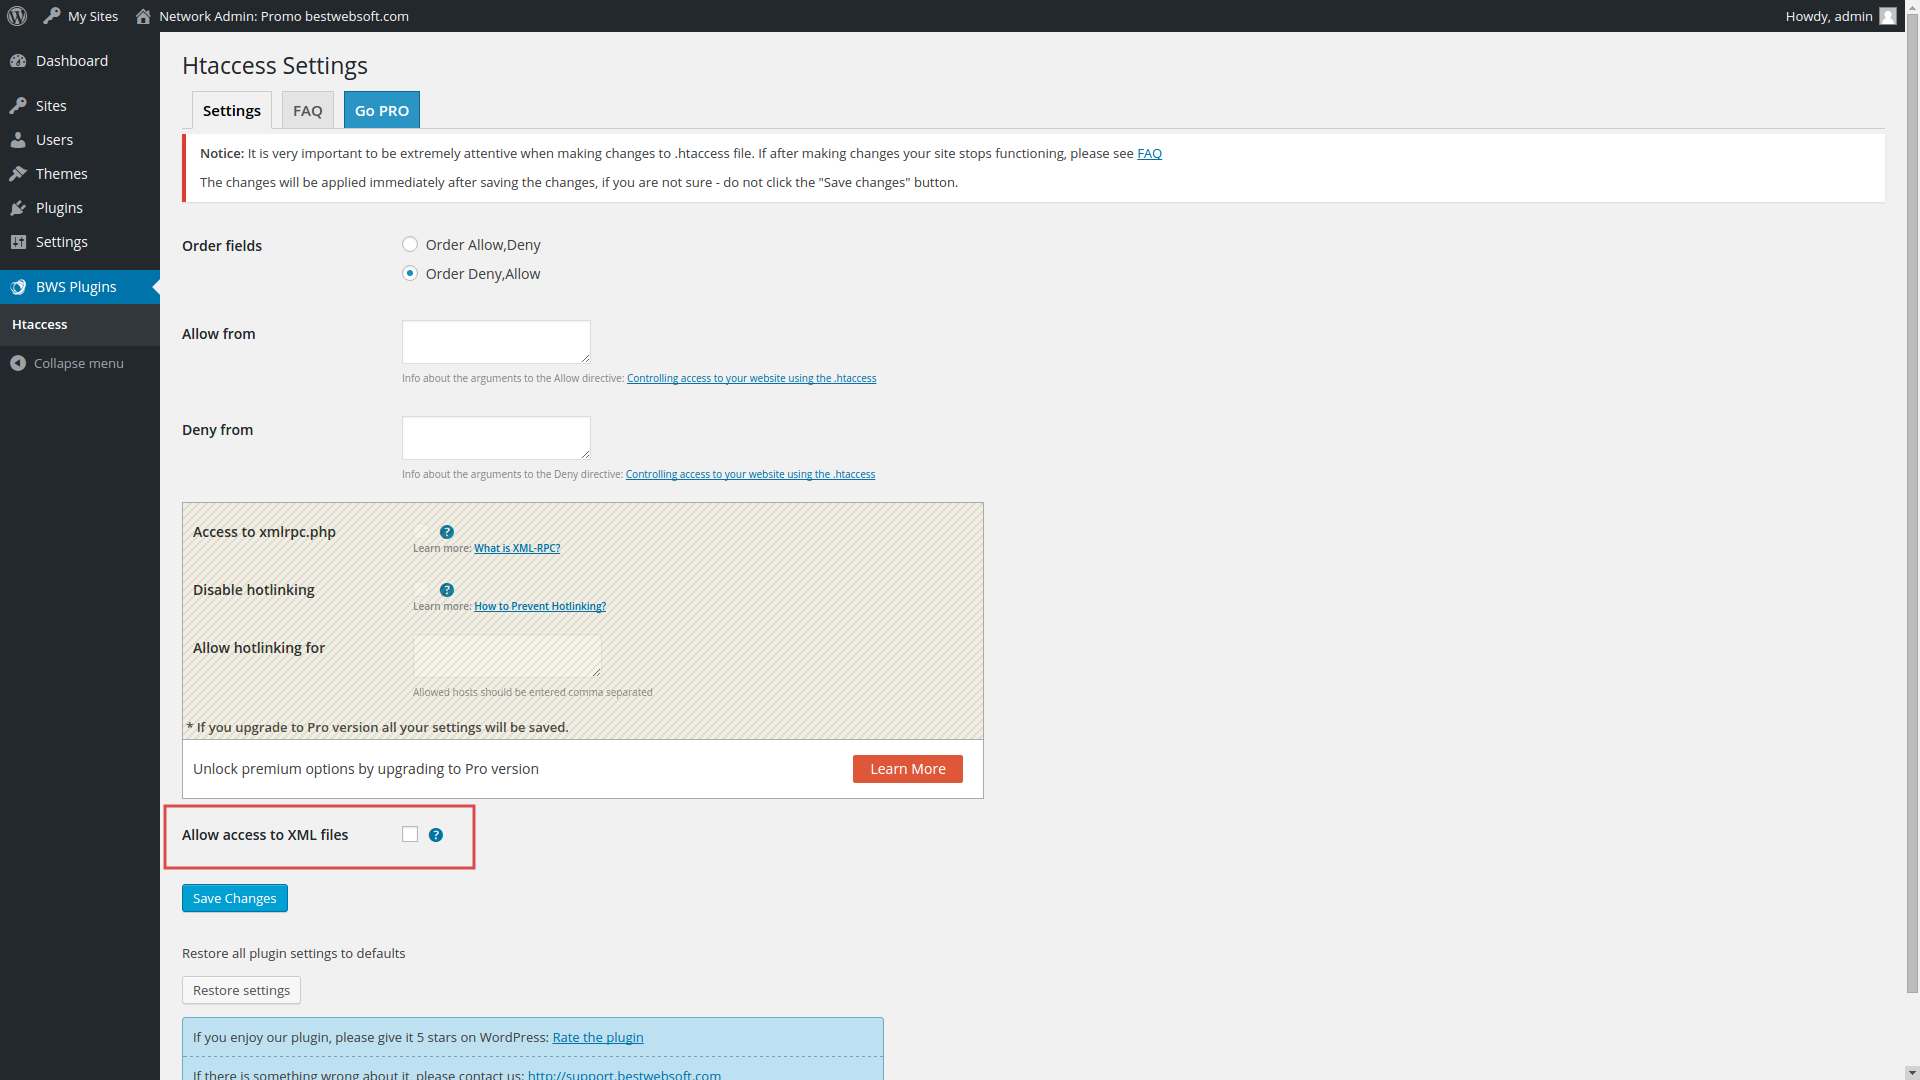 My Sites
Network Admin: Promo bestwebsoft.com
Howdy, admin
Dashboard
Sites
Users
Themes
Plugins
Settings
BWS Plugins
Htaccess
Collapse menu
Htaccess Settings
Settings
FAQ
Go PRO
Notice: It is very important to be extremely attentive when making changes to .htaccess file. If after making changes your site stops functioning, please see FAQ
The changes will be applied immediately after saving the changes, if you are not sure - do not click the "Save changes" button.
Order fields
Order Allow,Deny
Order Deny,Allow
Allow from
Info about the arguments to the Allow directive: Controlling access to your website using the .htaccess
Deny from
Info about the arguments to the Deny directive: Controlling access to your website using the .htaccess
Access to xmlrpc.php
?
Learn more: What is XML-RPC?
Disable hotlinking
?
Learn more: How to Prevent Hotlinking?
Allow hotlinking for
Allowed hosts should be entered comma separated
* If you upgrade to Pro version all your settings will be saved.
Unlock premium options by upgrading to Pro version
Learn More
Allow access to XML files
?
Save Changes
Restore all plugin settings to defaults
Restore settings
If you enjoy our plugin, please give it 5 stars on WordPress: Rate the plugin
If there is something wrong about it, please contact us: http://support.bestwebsoft.com